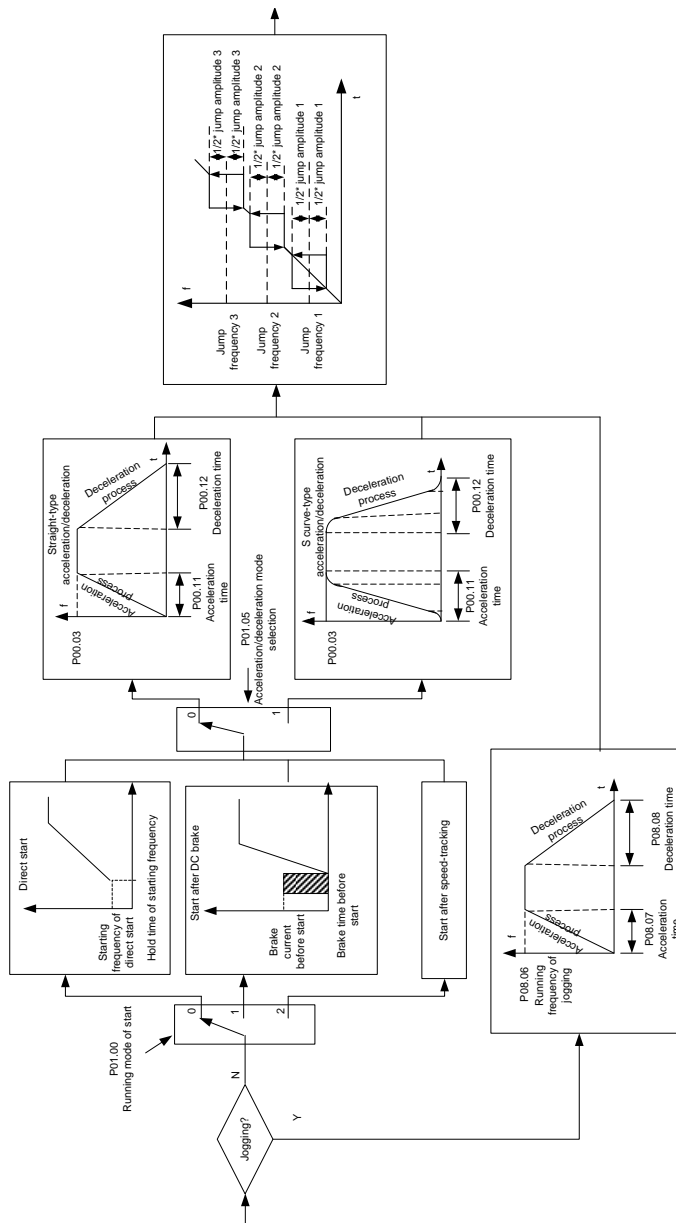 Jogging?
N
Y
P01.00
Running mode of start
0
1
2
Direct start
Starting
frequency of
direct start
Hold time of starting frequency
Start after DC brake
Brake
current
before start
Brake time before
start
Start after speed-tracking
P01.05
Acceleration/deceleration mode
selection
0
1
P08.06
Running
frequency of
jogging
f
t
Acceleration
process
Deceleration
process
P08.07
Acceleration
time
P08.08
Deceleration time
Straight-type
acceleration/deceleration
P00.03
f
t
Acceleration
process
Deceleration
process
P00.11
Acceleration
time
P00.12
Deceleration time
S curve-type
acceleration/deceleration
P00.03
f
t
Acceleration
process
Deceleration
process
P00.11
Acceleration
time
P00.12
Deceleration time
f
t
Jump
frequency 3
Jump
frequency 2
Jump
frequency 1
1/2* jump amplitude 3
1/2* jump amplitude 3
1/2* jump amplitude 2
1/2* jump amplitude 2
1/2* jump amplitude 1
1/2* jump amplitude 1